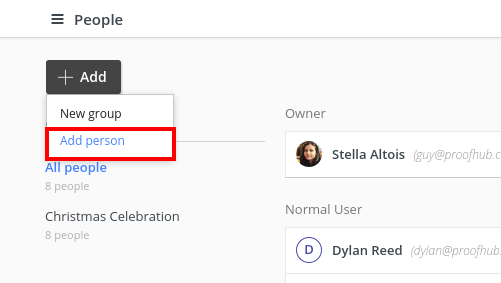 People
Add
New group
Add person
All people
8 people
Christmas Celebration
8 people
Owner
Stella Altois (guy@proofhub.c
Normal User
D Dylan Reed (dylan@proofhub.